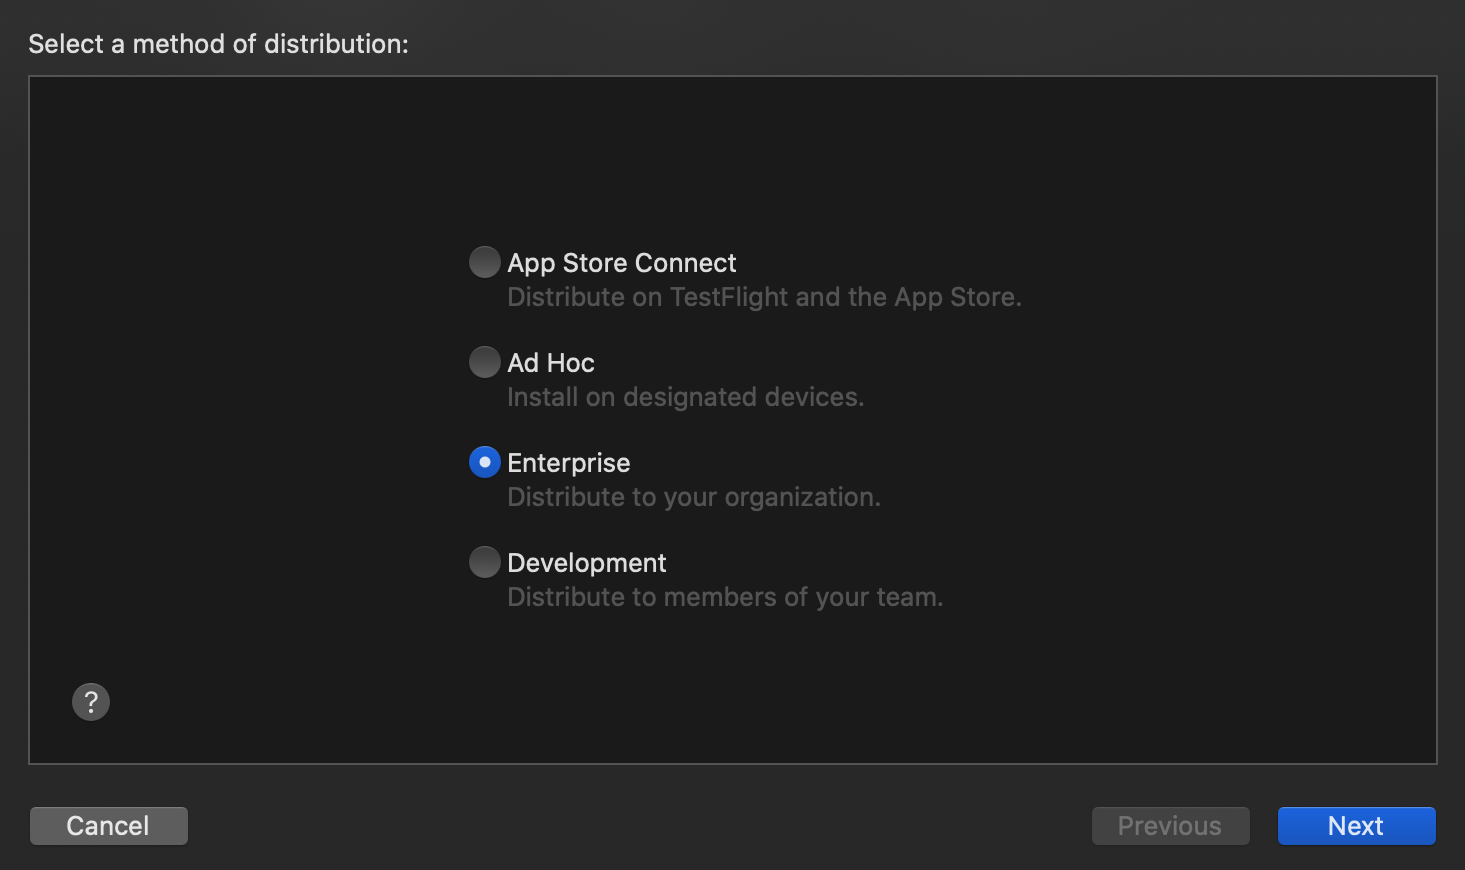 Select a method of distribution:
App Store Connect
Distribute on TestFlight and the App Store.
Ad Hoc
Install on designated devices.
Enterprise
Distribute to your organization.
Development
Distribute to members of your team.
?
Cancel
Previous
Next